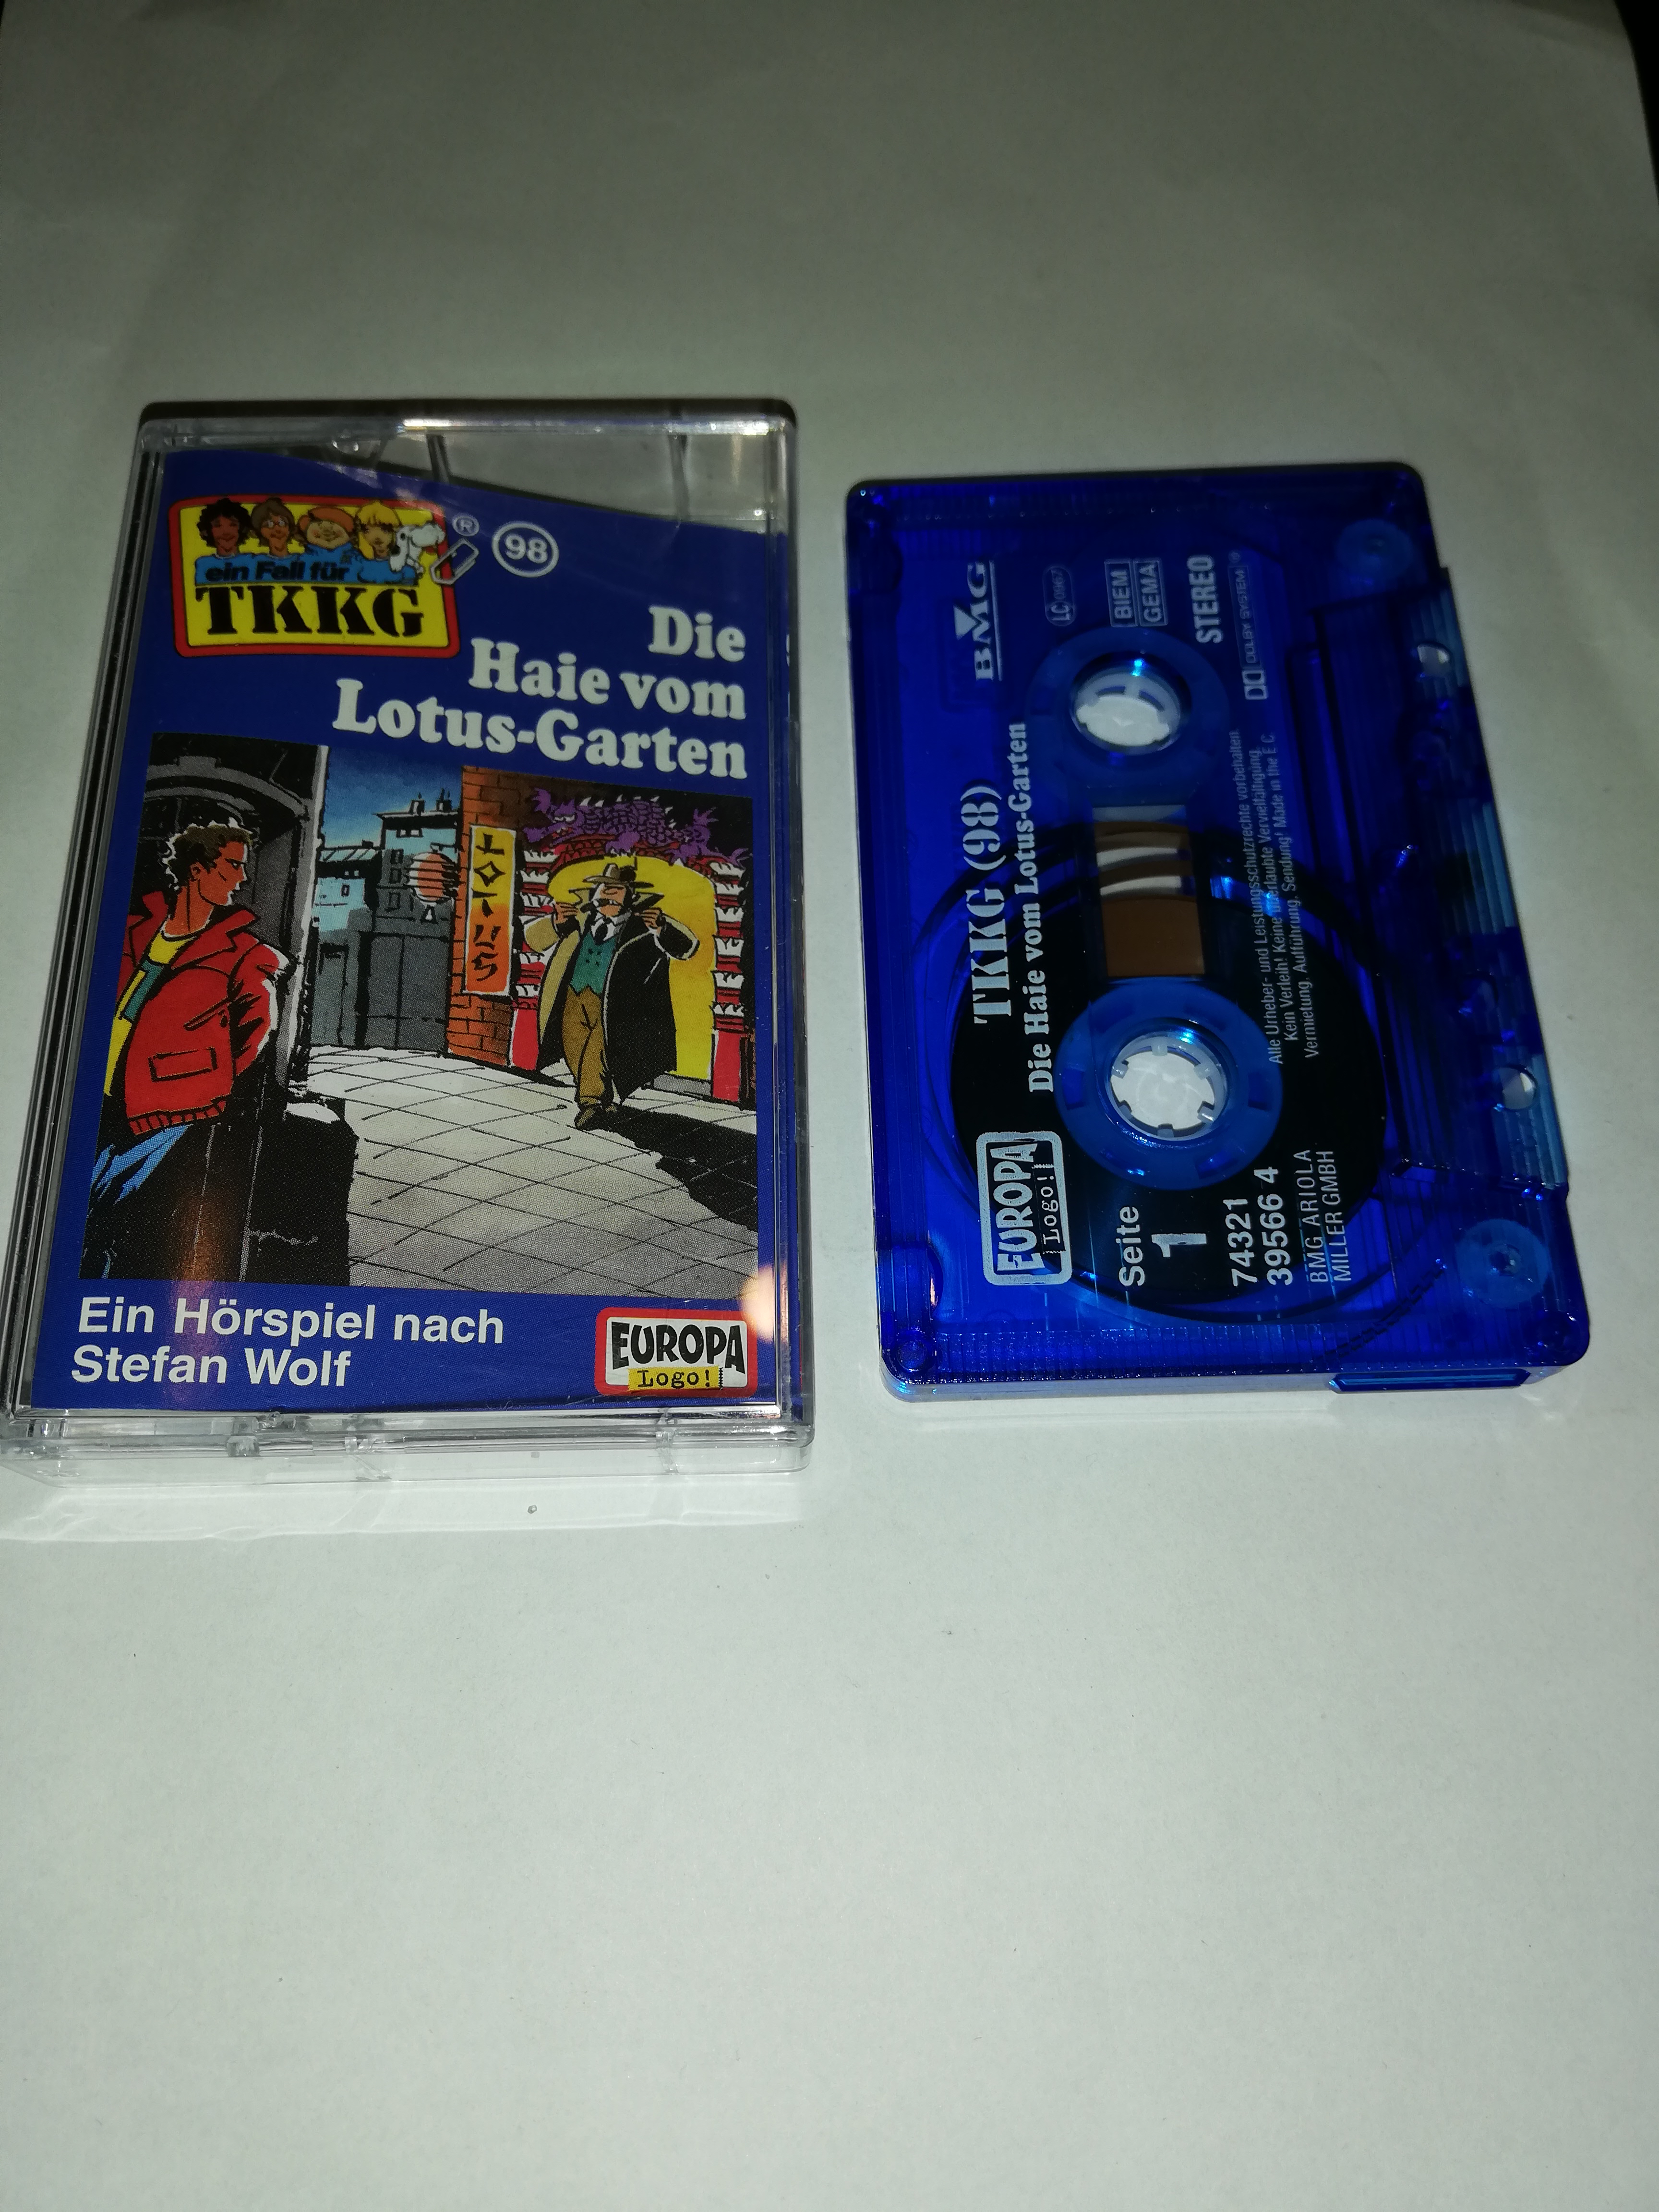 ein Fall für
TKKG
®
98
Die
Haie vom
Lotus-Garten
LOTUS
Ein Hörspiel nach
Stefan Wolf
EUROPA
Logo!
TKKG (98)
Die Haie vom Lotus-Garten
EUROPA
Logo!
BMG
LC 0067
BIEM
GEMA
STEREO
DOLBY SYSTEM ®
Seite
1
74321
39566 4
BMG ARIOLA
MILLER GMBH
Alle Urheber- und Leistungsschutzrechte vorbehalten.
Kein Verleih! Keine unerlaubte Vervielfältigung,
Vermietung, Aufführung, Sendung! Made in the E.C.